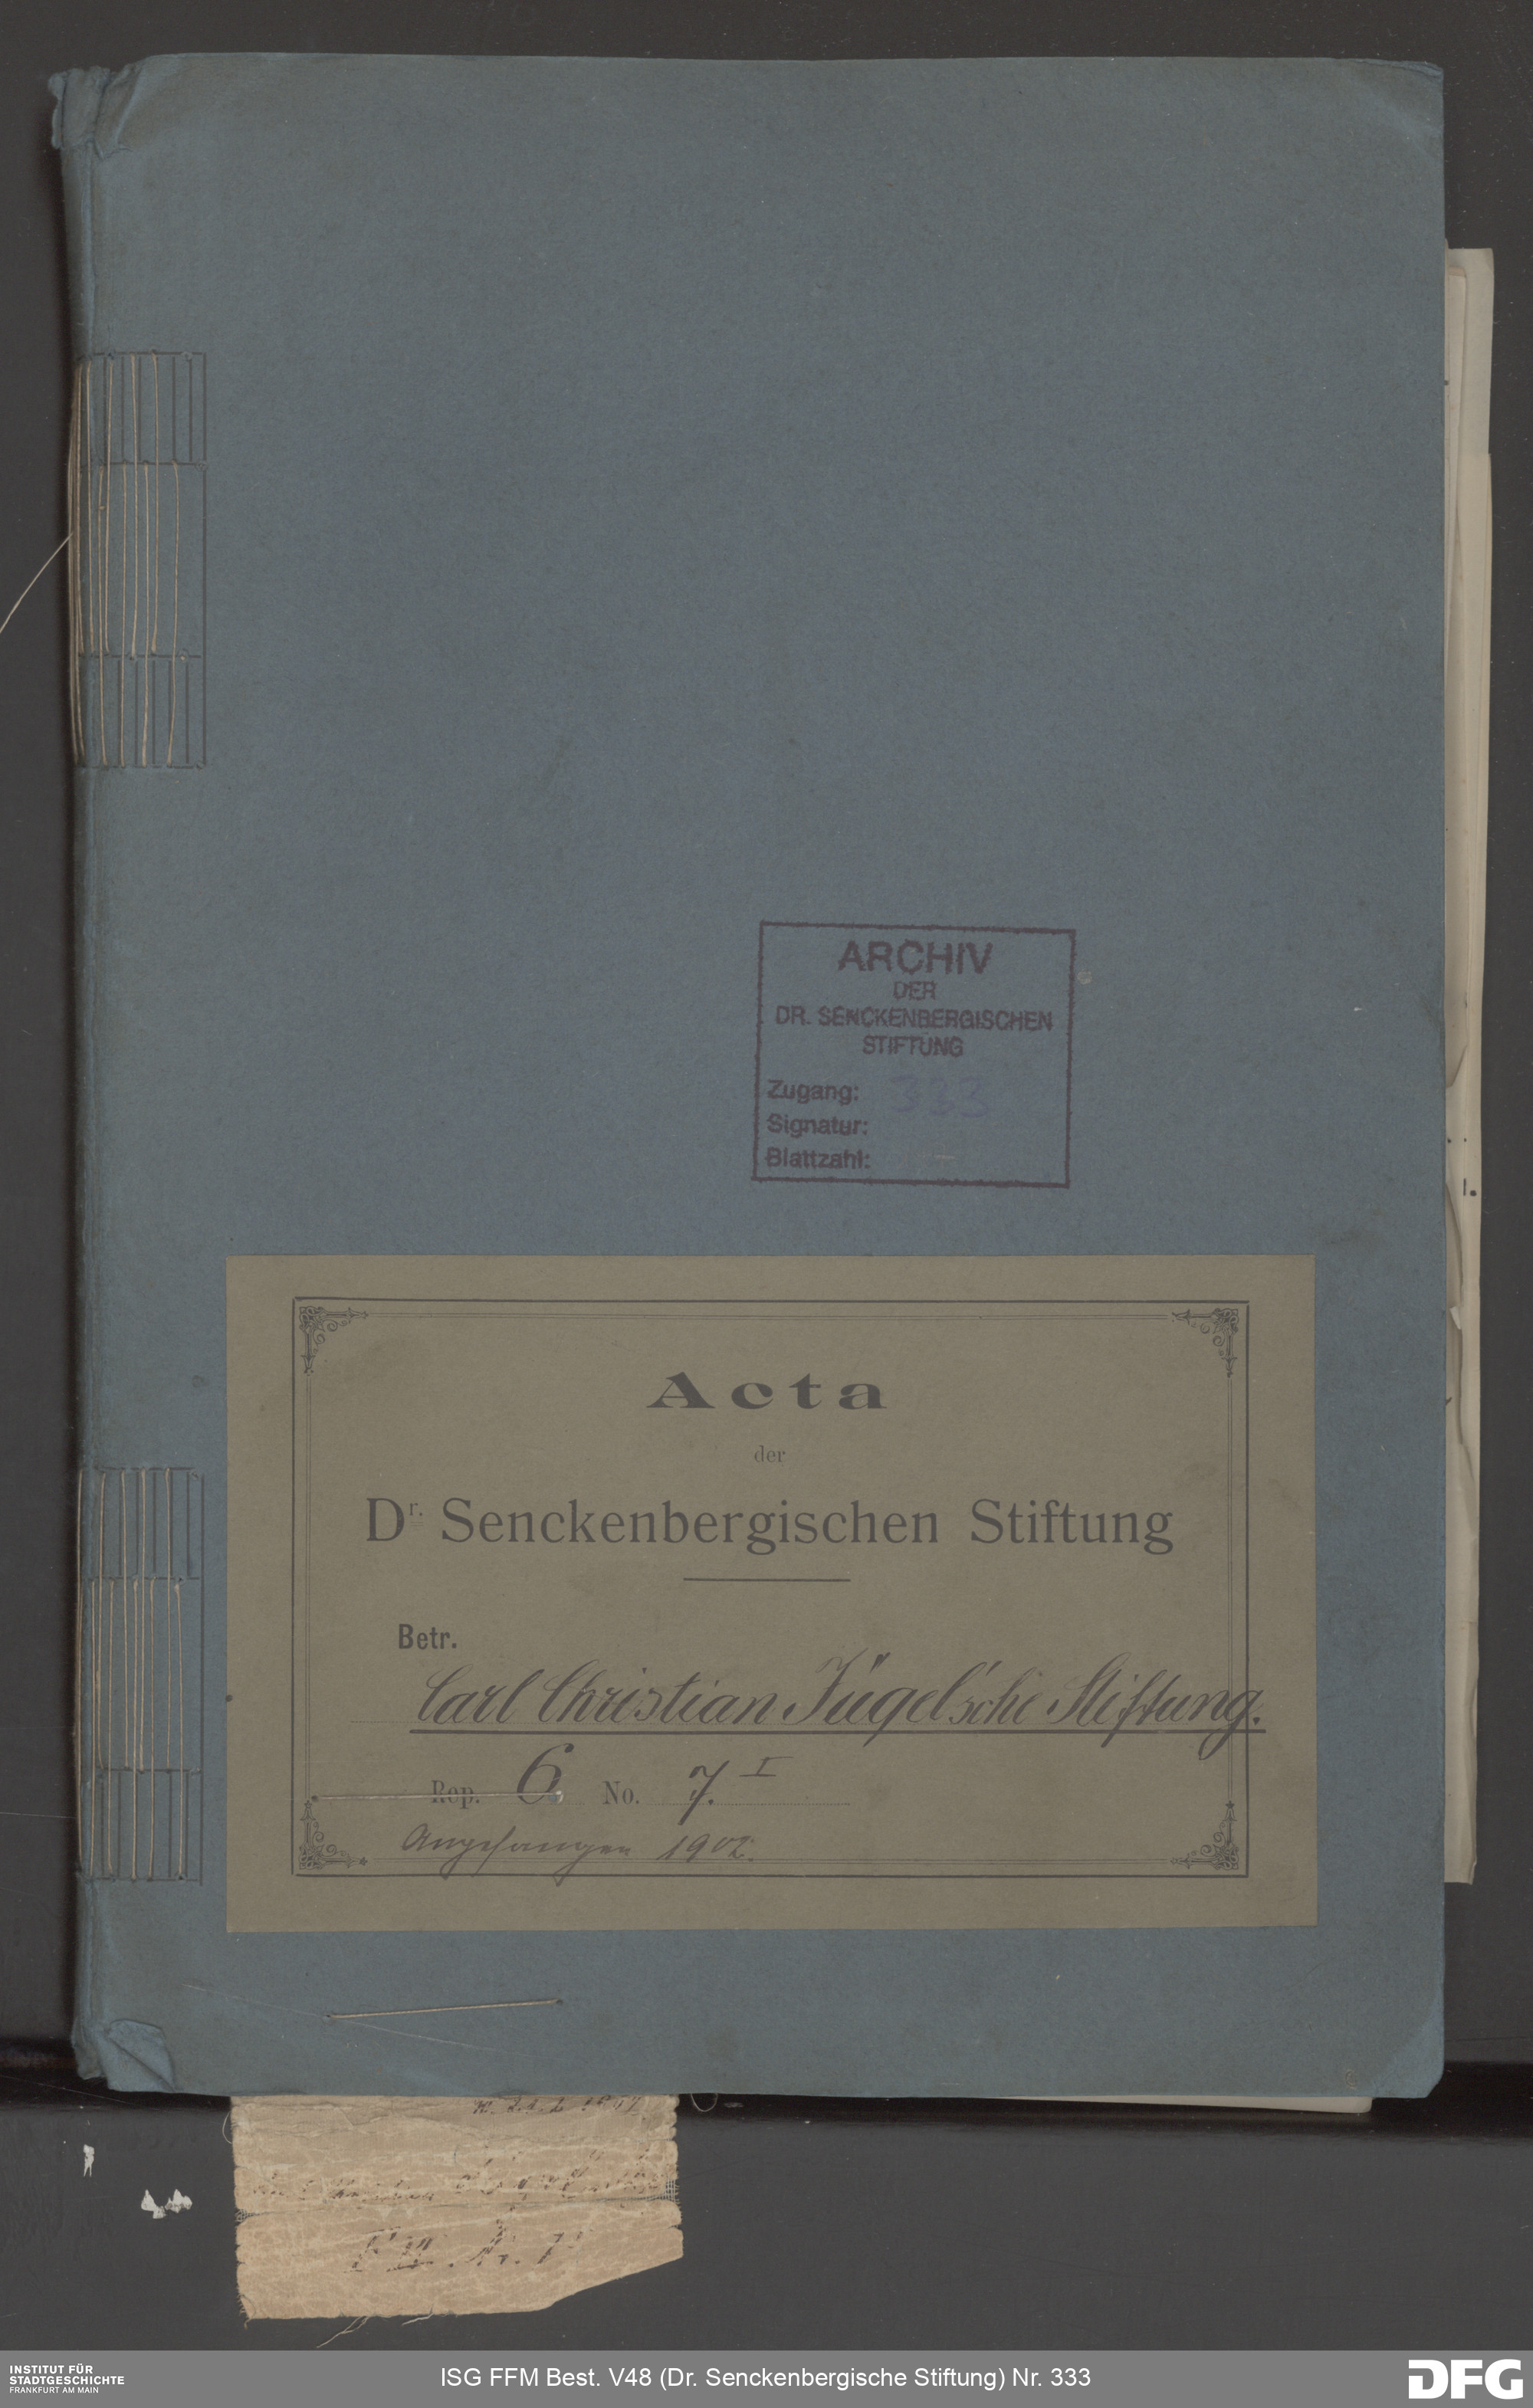 ARCHIV
DER
DR. SENCKENBERGISCHEN
STIFTUNG
Zugang: 333
Signatur:
Blattzahl:
Acta
der
Dr. Senckenbergischen Stiftung
Betr.
Carl Christian Jügel'sche Stiftung.
Rep. 6. No. 7. I
Angefangen 1902.
INSTITUT FÜR
STADTGESCHICHTE
FRANKFURT AM MAIN
ISG FFM Best. V48 (Dr. Senckenbergische Stiftung) Nr. 333
DFG